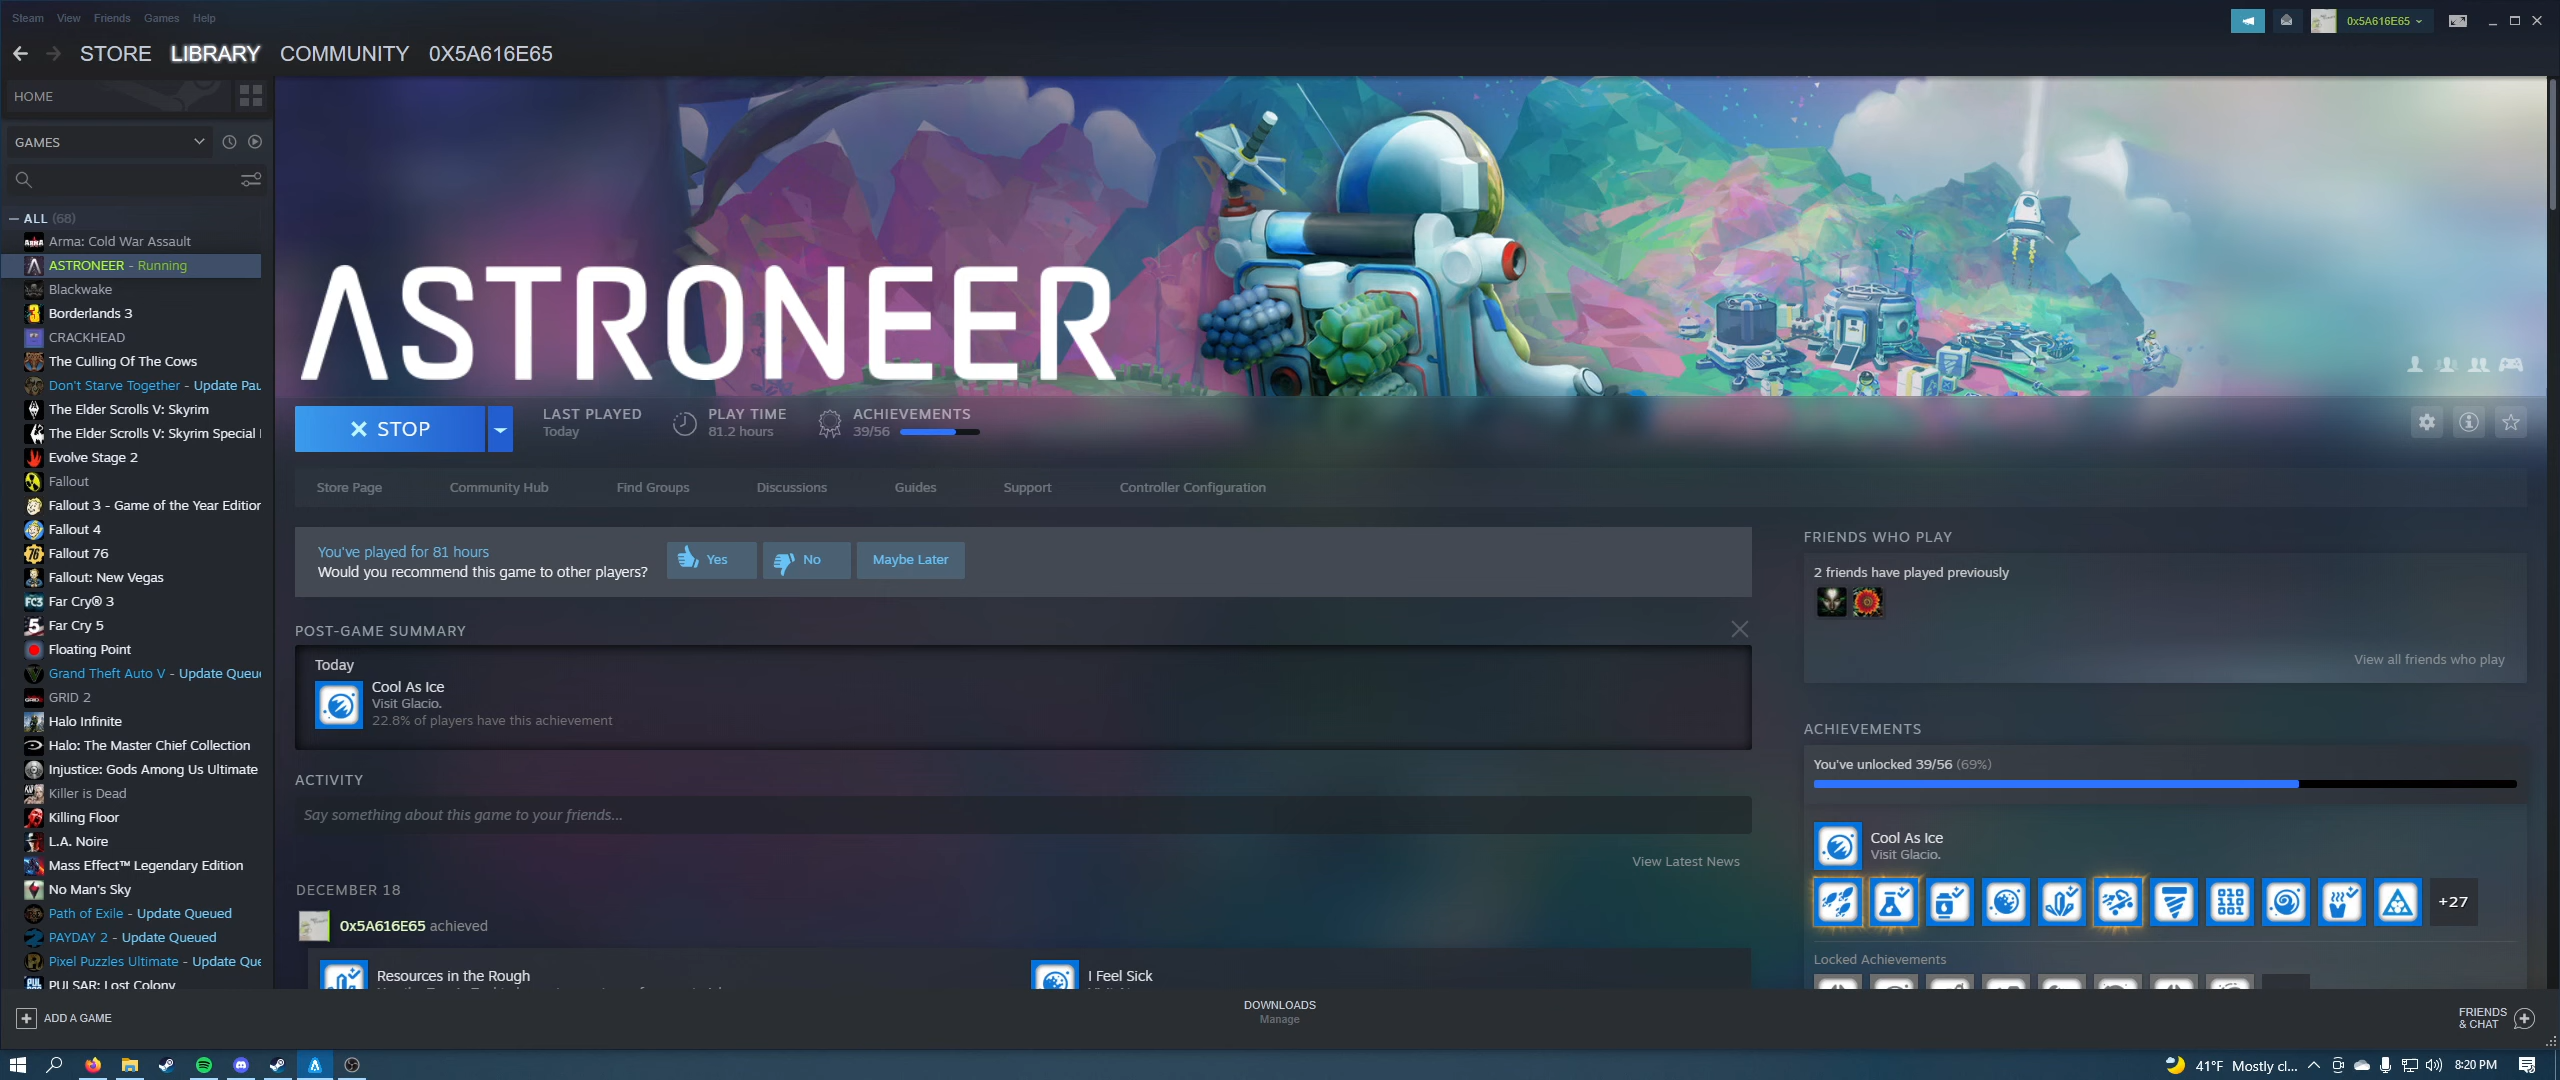 Steam View Friends Games Help
0x5A616E65
STORE LIBRARY COMMUNITY 0X5A616E65
HOME
GAMES
ALL (68)
Arma: Cold War Assault
ASTRONEER - Running
Blackwake
Borderlands 3
CRACKHEAD
The Culling Of The Cows
Don't Starve Together - Update Pau
The Elder Scrolls V: Skyrim
The Elder Scrolls V: Skyrim Special
Evolve Stage 2
Fallout
Fallout 3 - Game of the Year Edition
Fallout 4
Fallout 76
Fallout: New Vegas
Far Cry® 3
Far Cry 5
Floating Point
Grand Theft Auto V - Update Queu
GRID 2
Halo Infinite
Halo: The Master Chief Collection
Injustice: Gods Among Us Ultimate
Killer is Dead
Killing Floor
L.A. Noire
Mass Effect™ Legendary Edition
No Man's Sky
Path of Exile - Update Queued
PAYDAY 2 - Update Queued
Pixel Puzzles Ultimate - Update Que
PULSAR: Lost Colony
ASTRONEER
STOP
LAST PLAYED
Today
PLAY TIME
81.2 hours
ACHIEVEMENTS
39/56
Store Page Community Hub Find Groups Discussions Guides Support Controller Configuration
You've played for 81 hours
Would you recommend this game to other players?
Yes No Maybe Later
POST-GAME SUMMARY
Today
Cool As Ice
Visit Glacio.
22.8% of players have this achievement
ACTIVITY
Say something about this game to your friends...
View Latest News
DECEMBER 18
0x5A616E65 achieved
Resources in the Rough
I Feel Sick
FRIENDS WHO PLAY
2 friends have played previously
View all friends who play
ACHIEVEMENTS
You've unlocked 39/56 (69%)
Cool As Ice
Visit Glacio.
+27
Locked Achievements
ADD A GAME
DOWNLOADS
Manage
FRIENDS
& CHAT
41°F Mostly cl...
8:20 PM